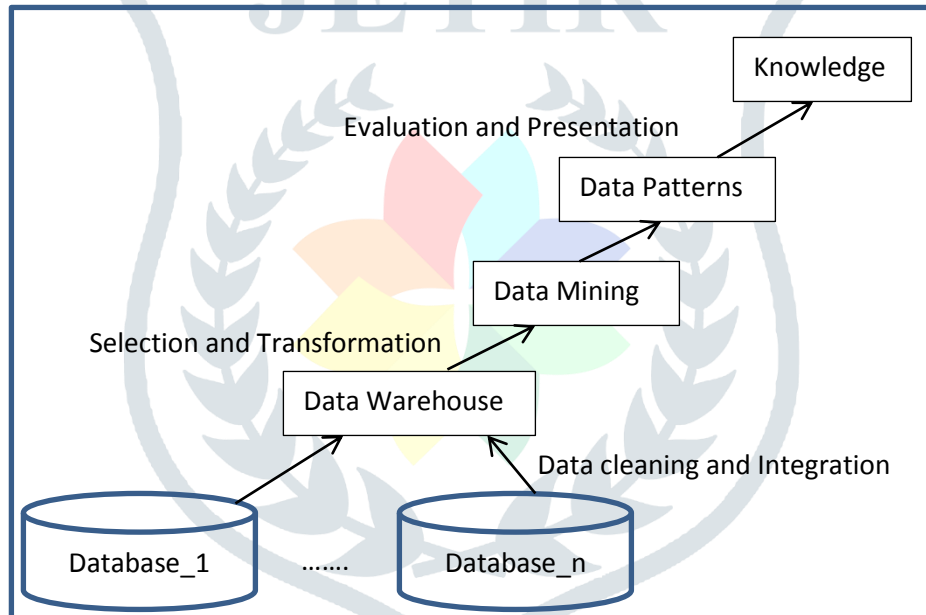 JETIR
Knowledge
Evaluation and Presentation
Data Patterns
Data Mining
Selection and Transformation
Data Warehouse
Data cleaning and Integration
Database_1
.......
Database_n